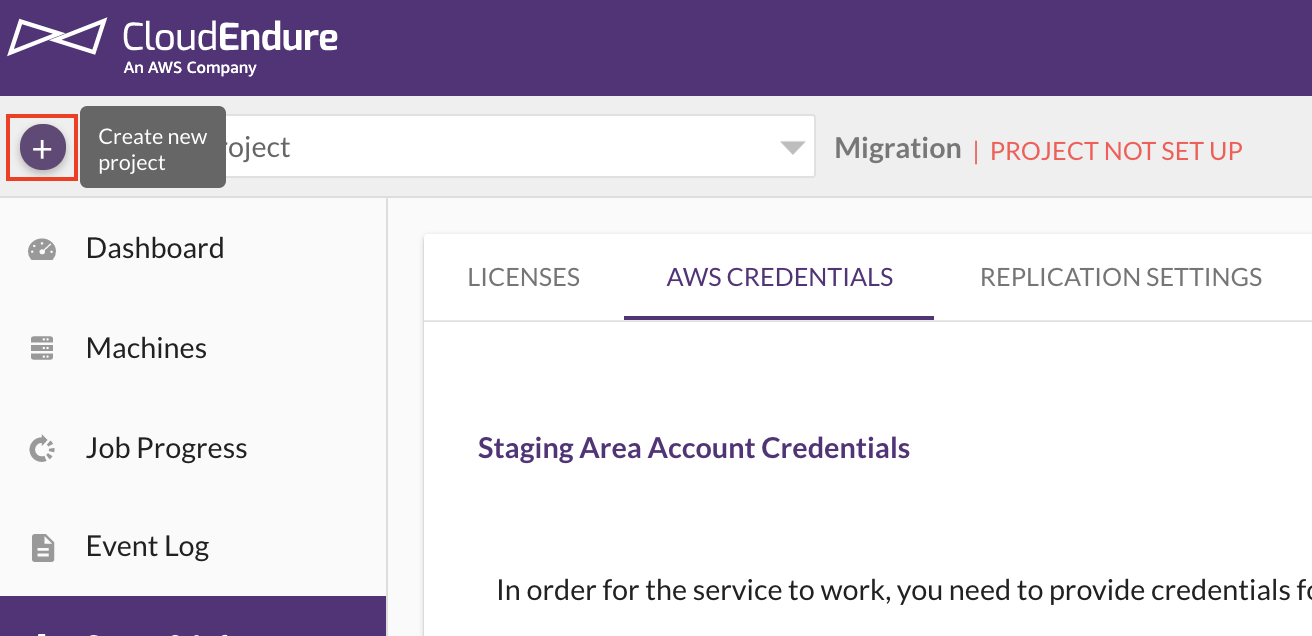 CloudEndure
An AWS Company
+
Create new
project
roject
Migration | PROJECT NOT SET UP
Dashboard
Machines
Job Progress
Event Log
LICENSES AWS CREDENTIALS REPLICATION SETTINGS
Staging Area Account Credentials
In order for the service to work, you need to provide credentials